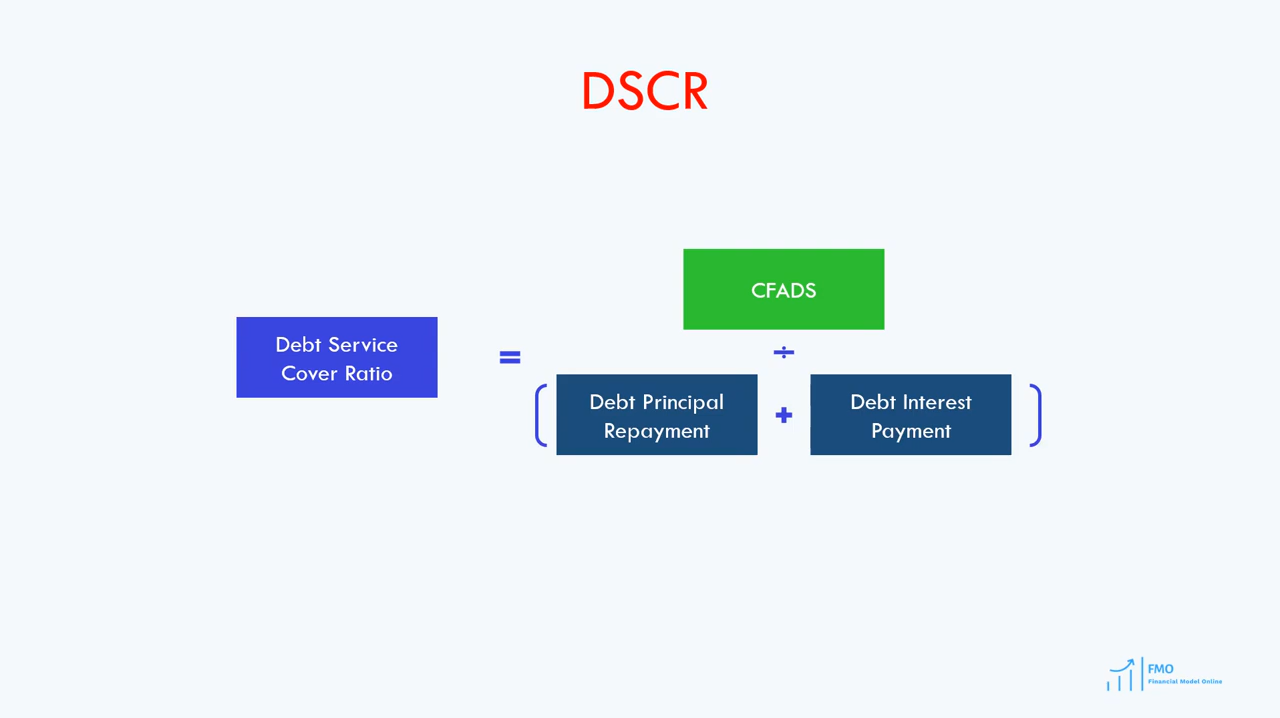 DSCR
Debt Service
Cover Ratio
=
CFADS
÷
(
Debt Principal
Repayment
+
Debt Interest
Payment
)
FMO
Financial Model Online